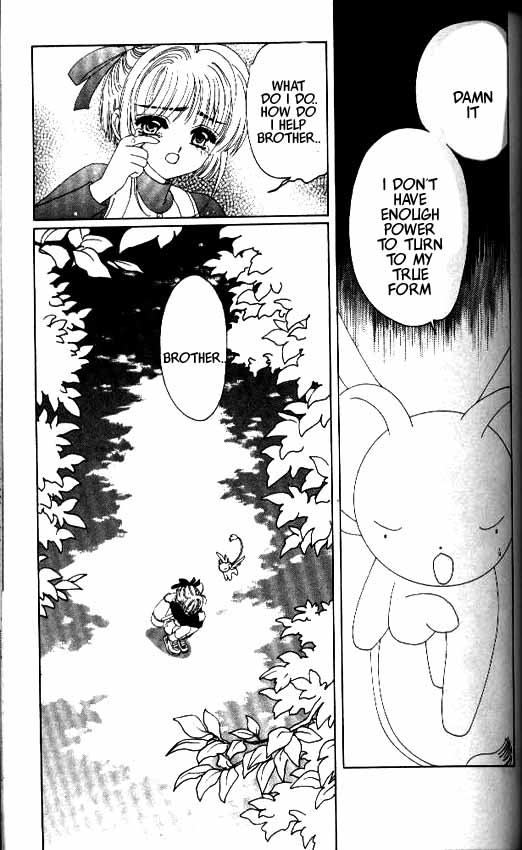 DAMN
IT
I DON'T
HAVE
ENOUGH
POWER
TO TURN
TO MY
TRUE
FORM
WHAT
DO I DO.
HOW DO
I HELP
BROTHER..
BROTHER..